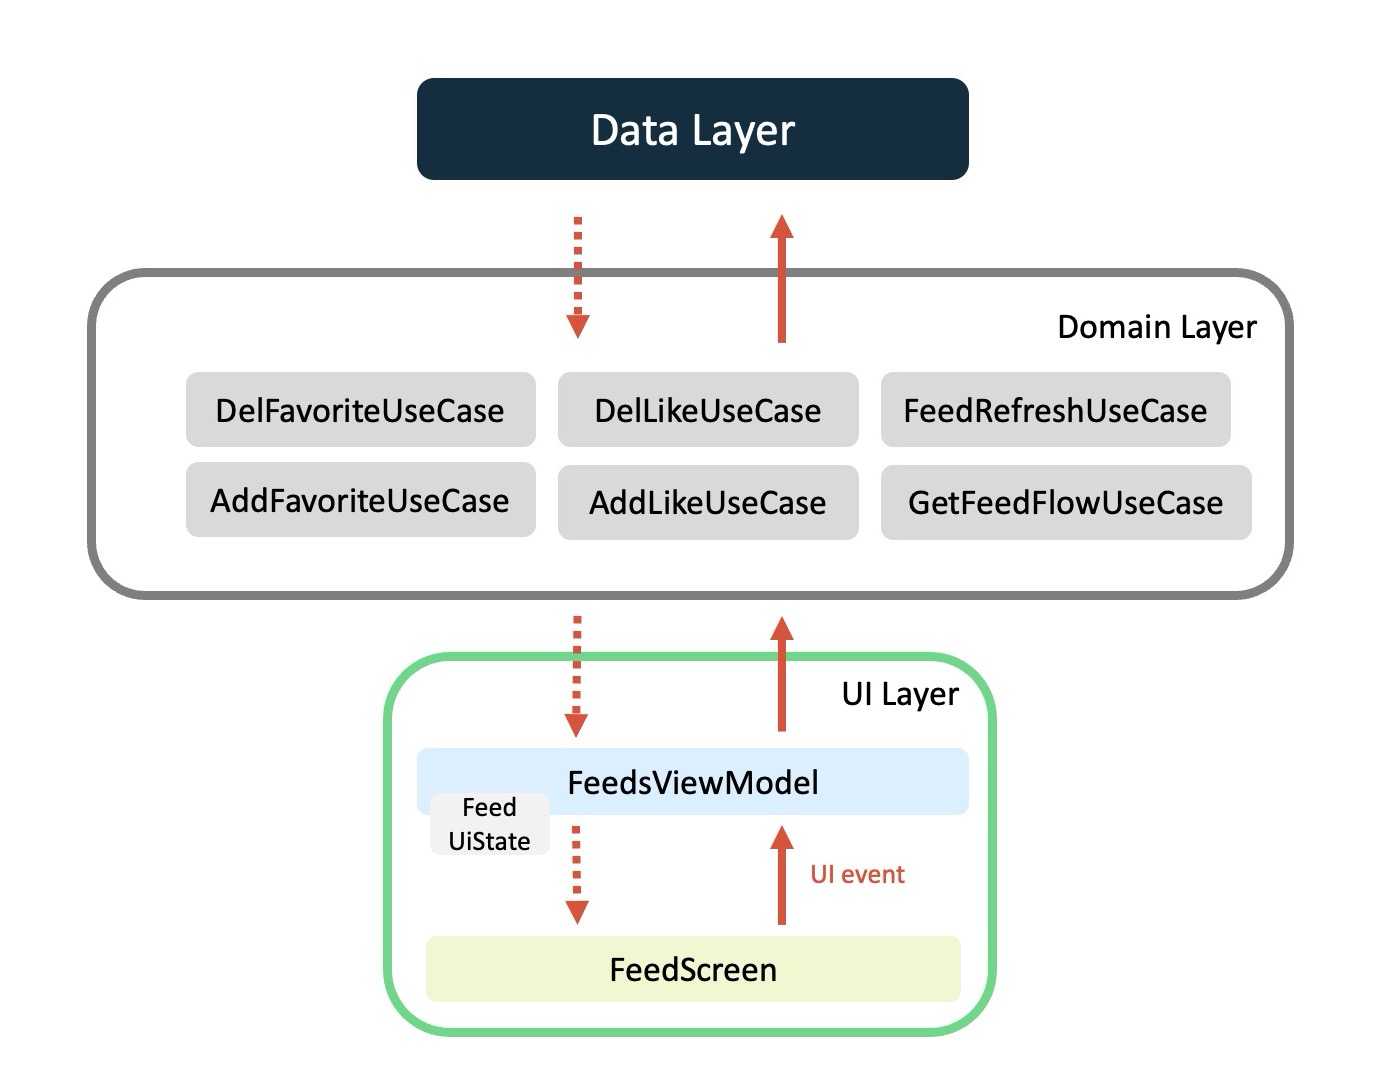 Data Layer
Domain Layer
DelFavoriteUseCase
DelLikeUseCase
FeedRefreshUseCase
AddFavoriteUseCase
AddLikeUseCase
GetFeedFlowUseCase
UI Layer
FeedsViewModel
Feed
UiState
UI event
FeedScreen